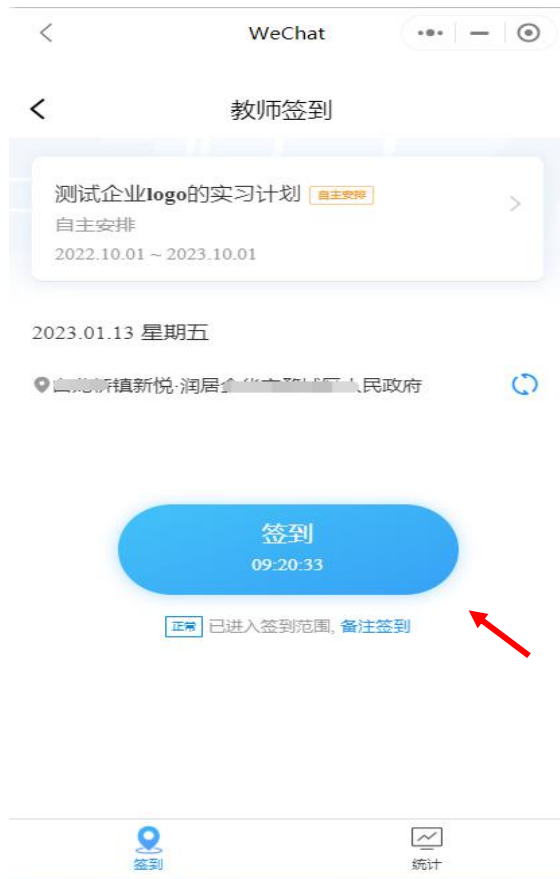 WeChat
教师签到
测试企业logo的实习计划 自主安排
自主安排
2022.10.01 ~ 2023.10.01
2023.01.13 星期五
镇新悦·润居 人民政府
签到
09:20:33
正常 已进入签到范围, 备注签到
签到
统计